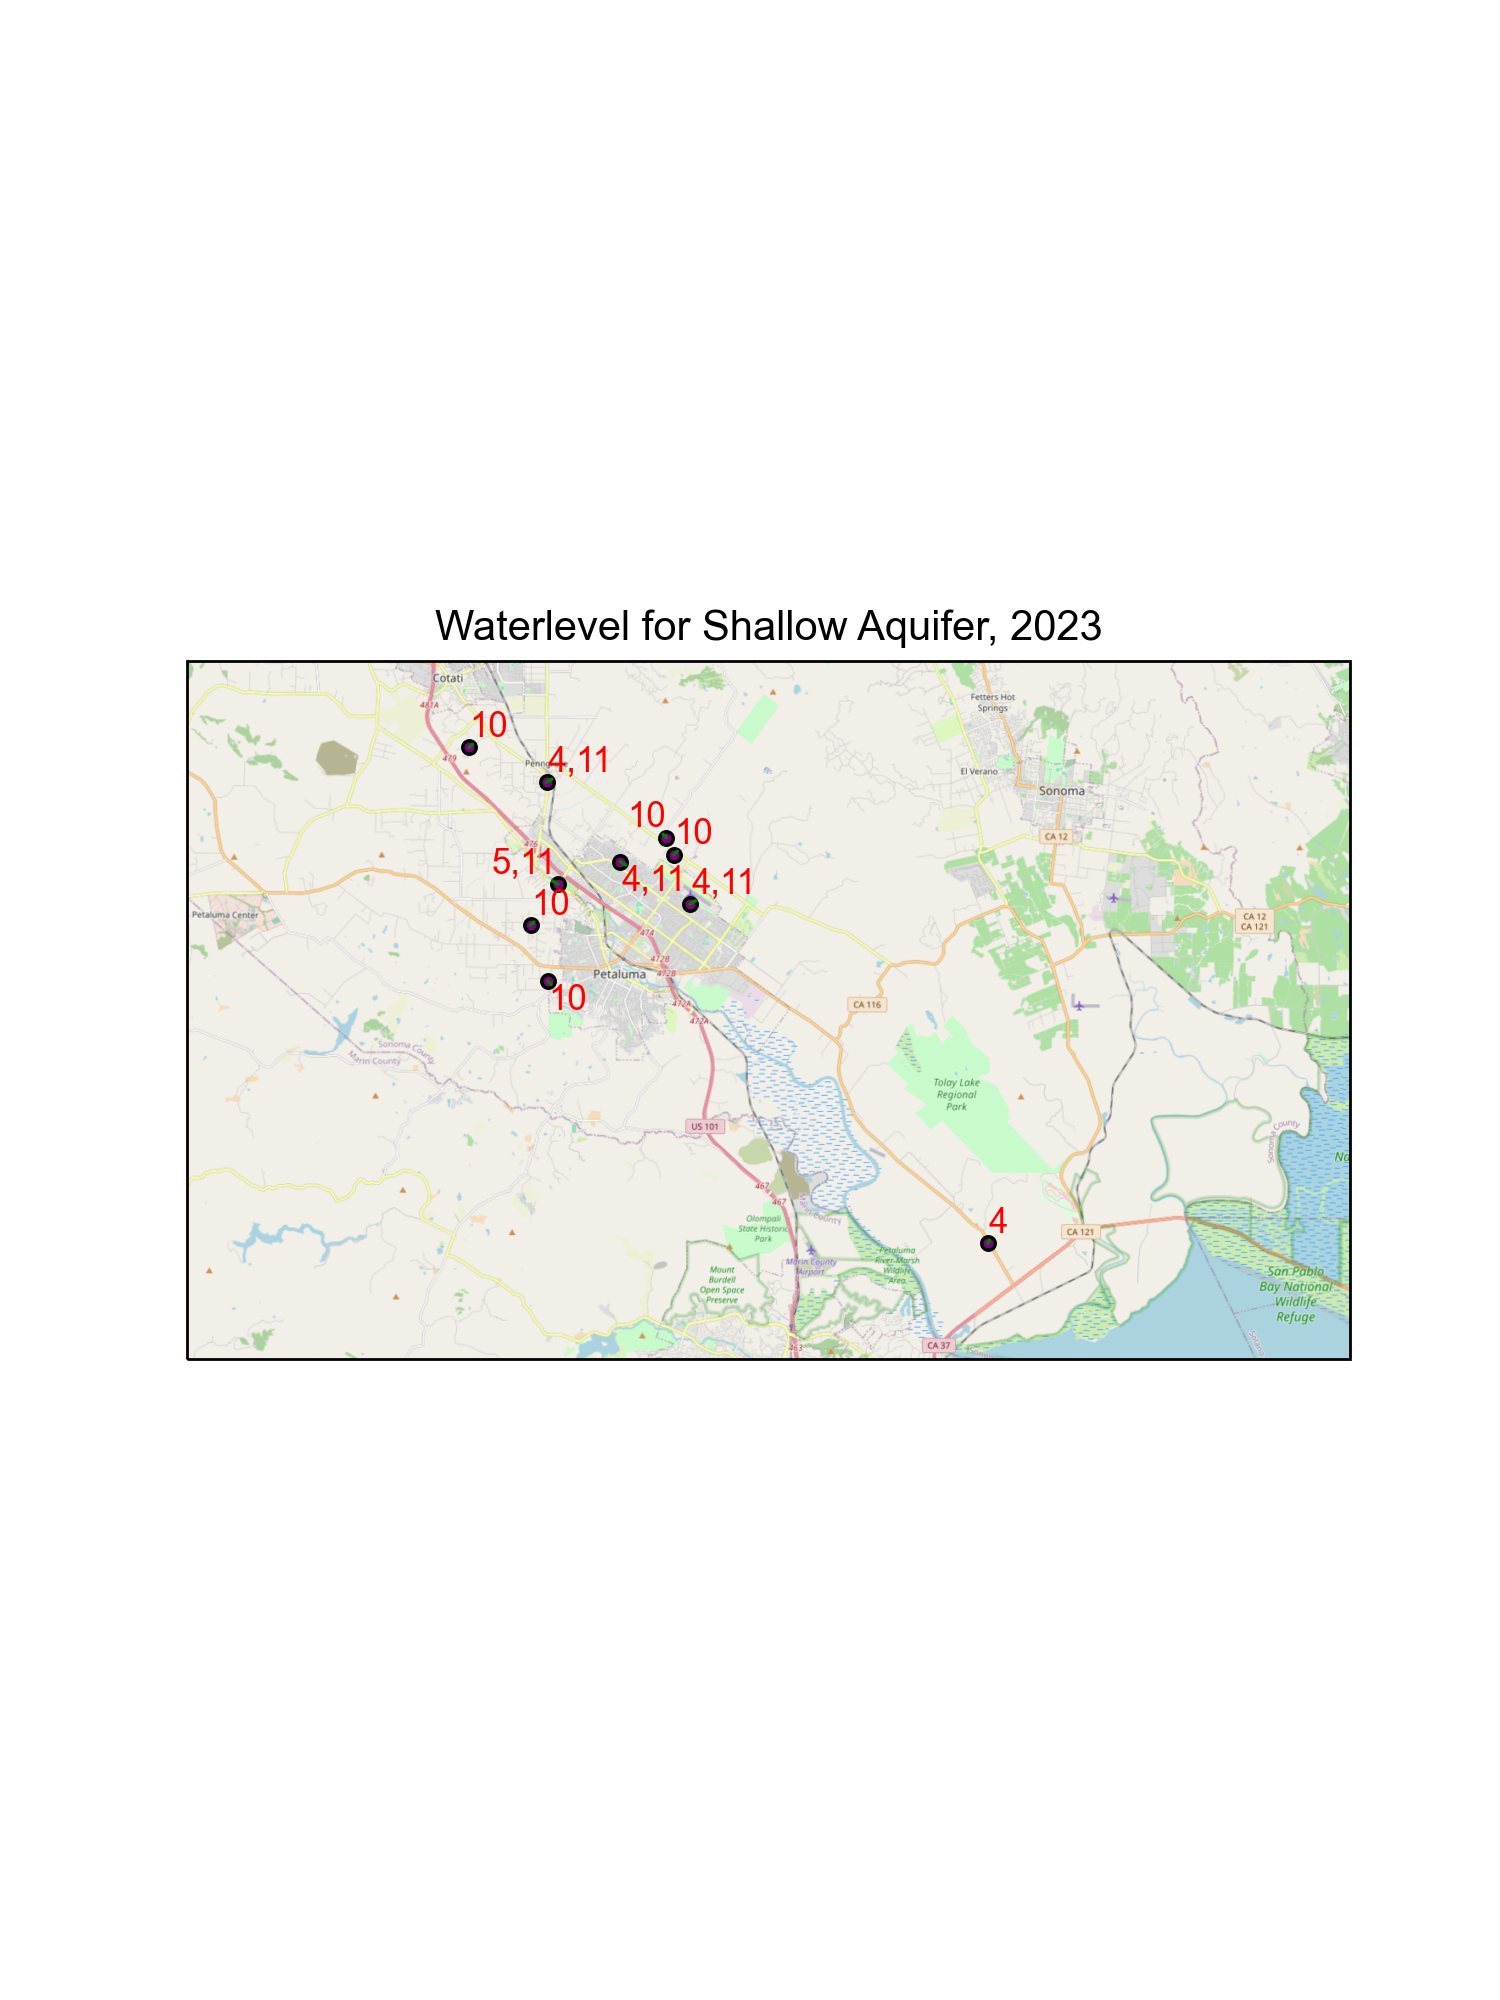 Waterlevel for Shallow Aquifer, 2023
Cotati
481A
Fetters Hot
Springs
10
479
4,11
El Verano
Sonoma
10
10
CA 12
476
5,11
4,11
4,11
10
Petaluma Center
CA 12
CA 121
474
472B
Petaluma
472B
10
472A
CA 116
472A
Sonoma County
Marin County
Tolay Lake
Regional
Park
US 101
Sonoma County
Na
467
467
Marin County
Olompali
State Historic
Park
4
CA 121
Petaluma
River Marsh
Wildlife
Area
Marin County
Airport
Mount
Burdell
Open Space
Preserve
San Pablo
Bay National
Wildlife
Refuge
Solano
463
CA 37